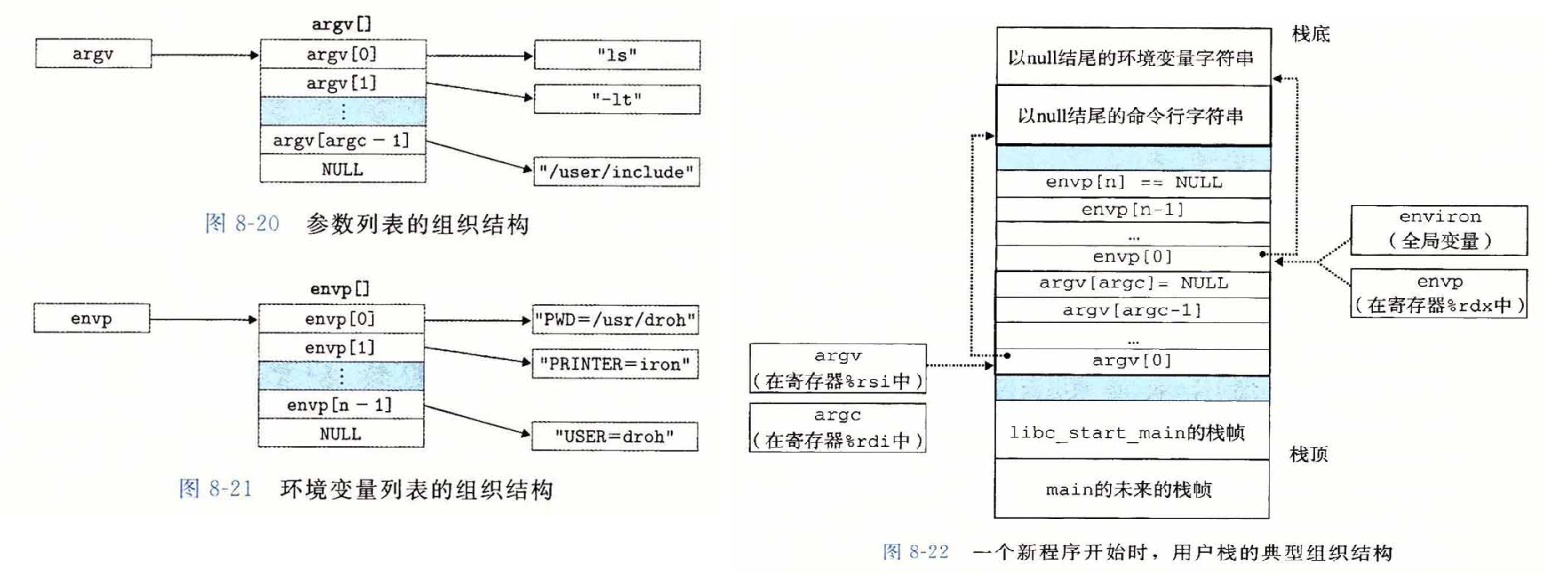 argv[]
argv
argv[0]
"ls"
argv[1]
"-lt"
⋮
argv[argc − 1]
NULL
"/user/include"
图 8-20 参数列表的组织结构
envp[]
envp
envp[0]
"PWD=/usr/droh"
envp[1]
"PRINTER=iron"
⋮
envp[n − 1]
NULL
"USER=droh"
图 8-21 环境变量列表的组织结构
栈底
以null结尾的环境变量字符串
以null结尾的命令行字符串
envp[n] == NULL
envp[n-1]
…
envp[0]
argv[argc]= NULL
argv[argc-1]
…
argv[0]
environ
(全局变量)
envp
(在寄存器%rdx中)
argv
(在寄存器%rsi中)
argc
(在寄存器%rdi中)
libc_start_main的栈帧
栈顶
main的未来的栈帧
图 8-22 一个新程序开始时，用户栈的典型组织结构